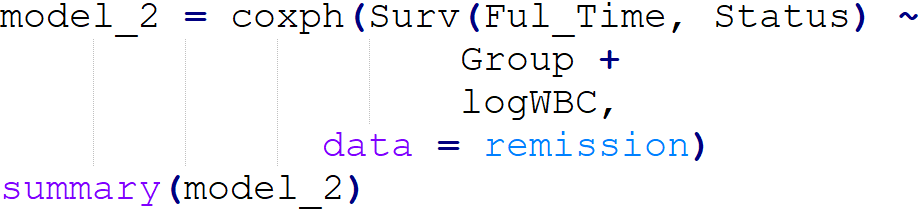 model_2 = coxph(Surv(Ful_Time, Status) ~
Group +
logWBC,
data = remission)
summary(model_2)